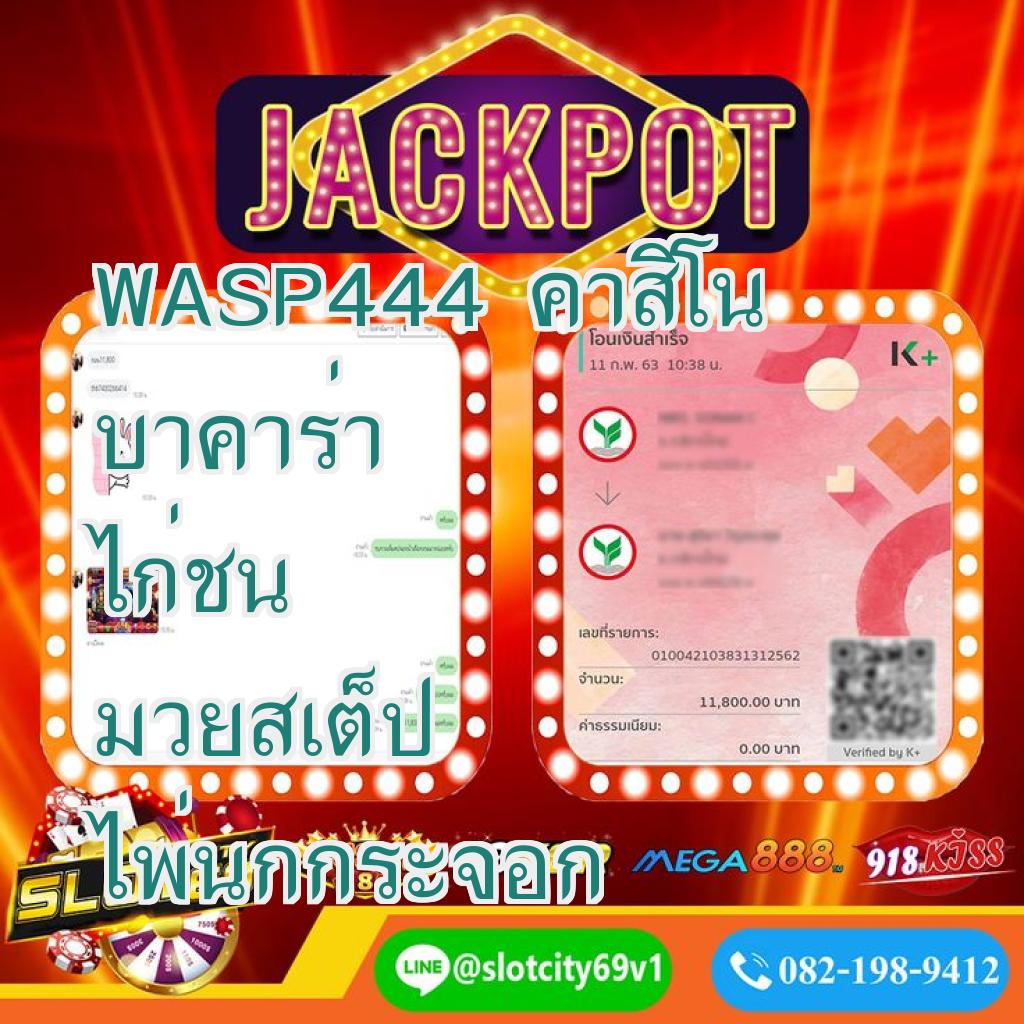 JACKPOT
WASP444 คาสิโน
บาคาร่า
ไก่ชน
มวยสเต็ป
ไพ่นกกระจอก
โอนเงินสำเร็จ
11 ก.พ. 63 10:38 น.
K+
เลขที่รายการ:
010042103831312562
จำนวน:
11,800.00 บาท
ค่าธรรมเนียม:
0.00 บาท
Verified by K+
MEGA888
918KISS
LINE @slotcity69v1
082-198-9412